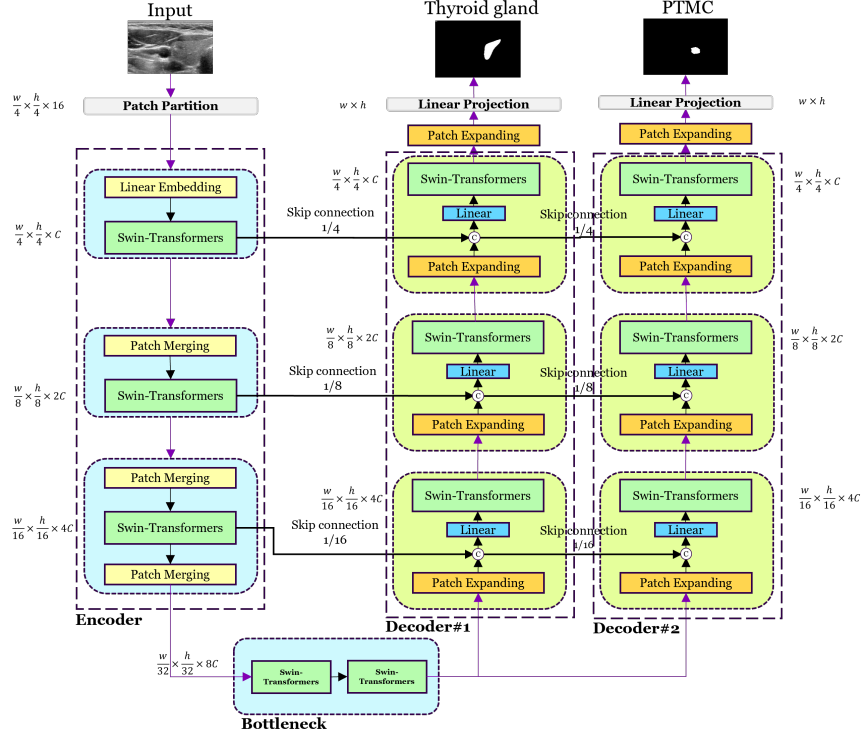 Input
Thyroid gland
PTMC
w/4 × h/4 × 16
Patch Partition
w × h
Linear Projection
Linear Projection
w × h
Patch Expanding
Patch Expanding
Linear Embedding
Swin-Transformers
w/4 × h/4 × C
Skip connection
1/4
w/4 × h/4 × C
Swin-Transformers
Linear
C
Patch Expanding
Skip connection
1/4
Swin-Transformers
Linear
C
Patch Expanding
w/4 × h/4 × C
Patch Merging
Swin-Transformers
w/8 × h/8 × 2C
Skip connection
1/8
w/8 × h/8 × 2C
Swin-Transformers
Linear
C
Patch Expanding
Skip connection
1/8
Swin-Transformers
Linear
C
Patch Expanding
w/8 × h/8 × 2C
Patch Merging
w/16 × h/16 × 4C
Swin-Transformers
Patch Merging
Skip connection
1/16
w/16 × h/16 × 4C
Swin-Transformers
Linear
C
Patch Expanding
Skip connection
1/16
Swin-Transformers
Linear
C
Patch Expanding
w/16 × h/16 × 4C
Encoder
Decoder#1
Decoder#2
w/32 × h/32 × 8C
Swin-
Transformers
Swin-
Transformers
Bottleneck